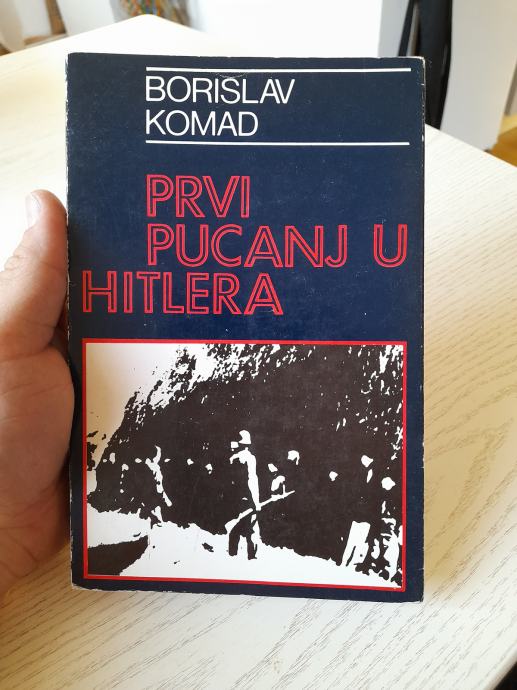 BORISLAV
KOMAD
PRVI
PUCANJ U
HITLERA